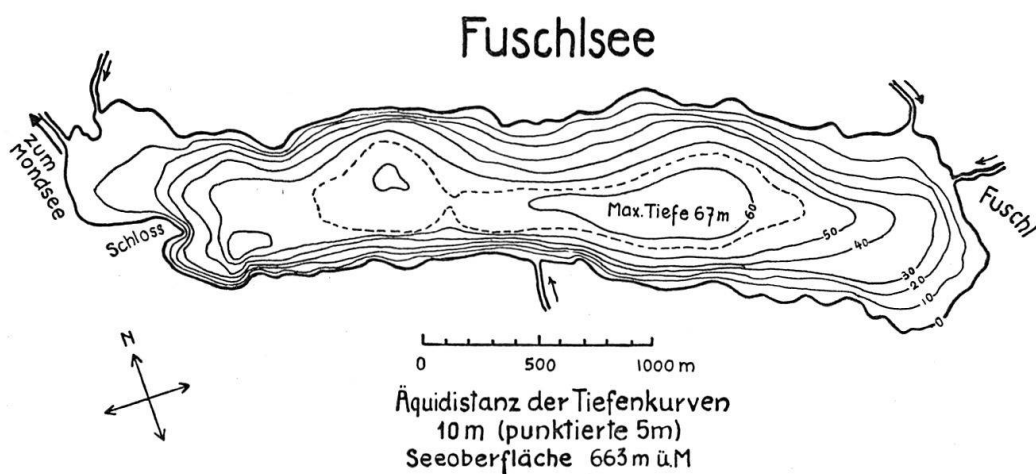 Fuschlsee
zum
Mondsee
Schloss
Fuschl
Max. Tiefe 67m
60
50
40
30
20
10
0
N
0 500 1000 m
Äquidistanz der Tiefenkurven
10 m (punktierte 5m)
Seeoberfläche 663 m ü.M